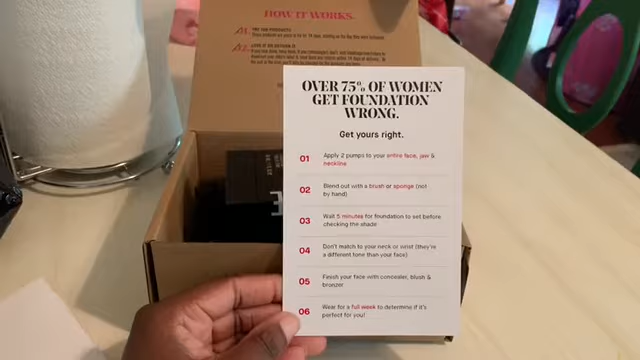 HOW IT WORKS.
TRY THE PRODUCTS
OVER 75% OF WOMEN
GET FOUNDATION
WRONG.
Get yours right.
01 Apply 2 pumps to your entire face, jaw &
neckline
02 Blend out with a brush or sponge (not
by hand)
03 Wait 5 minutes for foundation to set before
checking the shade
04 Don't match to your neck or wrist (they're
a different tone than your face)
05 Finish your face with concealer, blush &
bronzer
06 Wear for a full week to determine if it's
perfect for you!